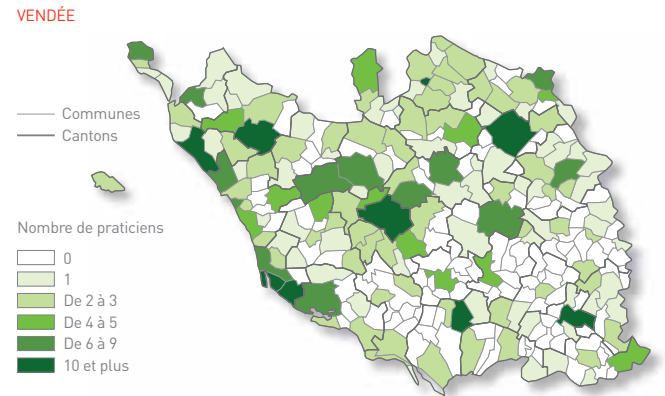 VENDÉE
Communes
Cantons
Nombre de praticiens
0
1
De 2 à 3
De 4 à 5
De 6 à 9
10 et plus